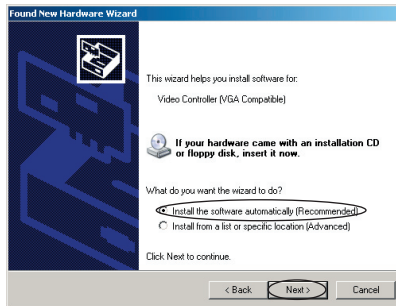 Found New Hardware Wizard
This wizard helps you install software for:
Video Controller (VGA Compatible)
If your hardware came with an installation CD
or floppy disk, insert it now.
What do you want the wizard to do?
Install the software automatically (Recommended)
Install from a list or specific location (Advanced)
Click Next to continue.
< Back Next > Cancel